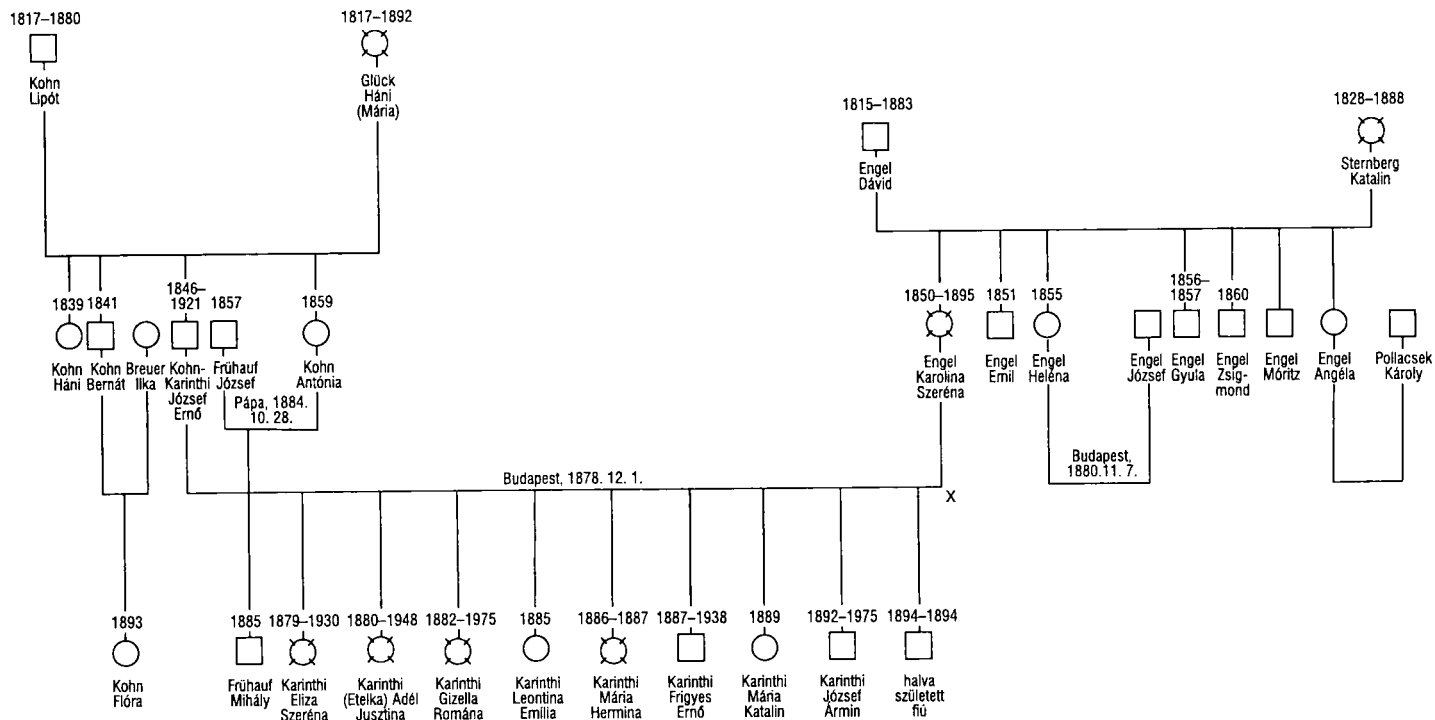 1817–1880
Kohn
Lipót
1817–1892
Glück
Háni
(Mária)
1815–1883
Engel
Dávid
1828–1888
Sternberg
Katalin
1839
Kohn
Háni
1841
Kohn
Bernát
Breuer
Ilka
1846–
1921
Kohn-
Karinthi
József
Ernő
1857
Frühauf
József
1859
Kohn
Antónia
Pápa, 1884.
10. 28.
1850–1895
Engel
Karolina
Szeréna
1851
Engel
Emil
1855
Engel
Heléna
Engel
József
1856–
1857
Engel
Gyula
1860
Engel
Zsig-
mond
Engel
Móritz
Engel
Angéla
Pollacsek
Károly
Budapest,
1880.11. 7.
Budapest, 1878. 12. 1.
X
1893
Kohn
Flóra
1885
Frühauf
Mihály
1879–1930
Karinthi
Eliza
Szeréna
1880–1948
Karinthi
(Etelka) Adél
Jusztina
1882–1975
Karinthi
Gizella
Romána
1885
Karinthi
Leontina
Emília
1886–1887
Karinthi
Mária
Hermina
1887–1938
Karinthi
Frigyes
Ernő
1889
Karinthi
Mária
Katalin
1892–1975
Karinthi
József
Ármin
1894–1894
halva
született
fiú